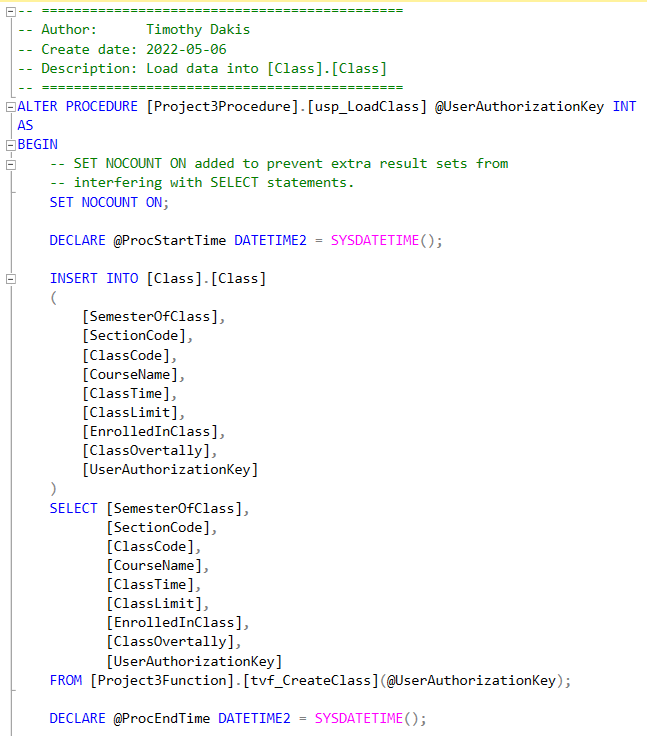 -- =============================================
-- Author:      Timothy Dakis
-- Create date: 2022-05-06
-- Description: Load data into [Class].[Class]
-- =============================================
ALTER PROCEDURE [Project3Procedure].[usp_LoadClass] @UserAuthorizationKey INT
AS
BEGIN
    -- SET NOCOUNT ON added to prevent extra result sets from
    -- interfering with SELECT statements.
    SET NOCOUNT ON;

    DECLARE @ProcStartTime DATETIME2 = SYSDATETIME();

    INSERT INTO [Class].[Class]
    (
        [SemesterOfClass],
        [SectionCode],
        [ClassCode],
        [CourseName],
        [ClassTime],
        [ClassLimit],
        [EnrolledInClass],
        [ClassOvertally],
        [UserAuthorizationKey]
    )
    SELECT [SemesterOfClass],
           [SectionCode],
           [ClassCode],
           [CourseName],
           [ClassTime],
           [ClassLimit],
           [EnrolledInClass],
           [ClassOvertally],
           [UserAuthorizationKey]
    FROM [Project3Function].[tvf_CreateClass](@UserAuthorizationKey);

    DECLARE @ProcEndTime DATETIME2 = SYSDATETIME();